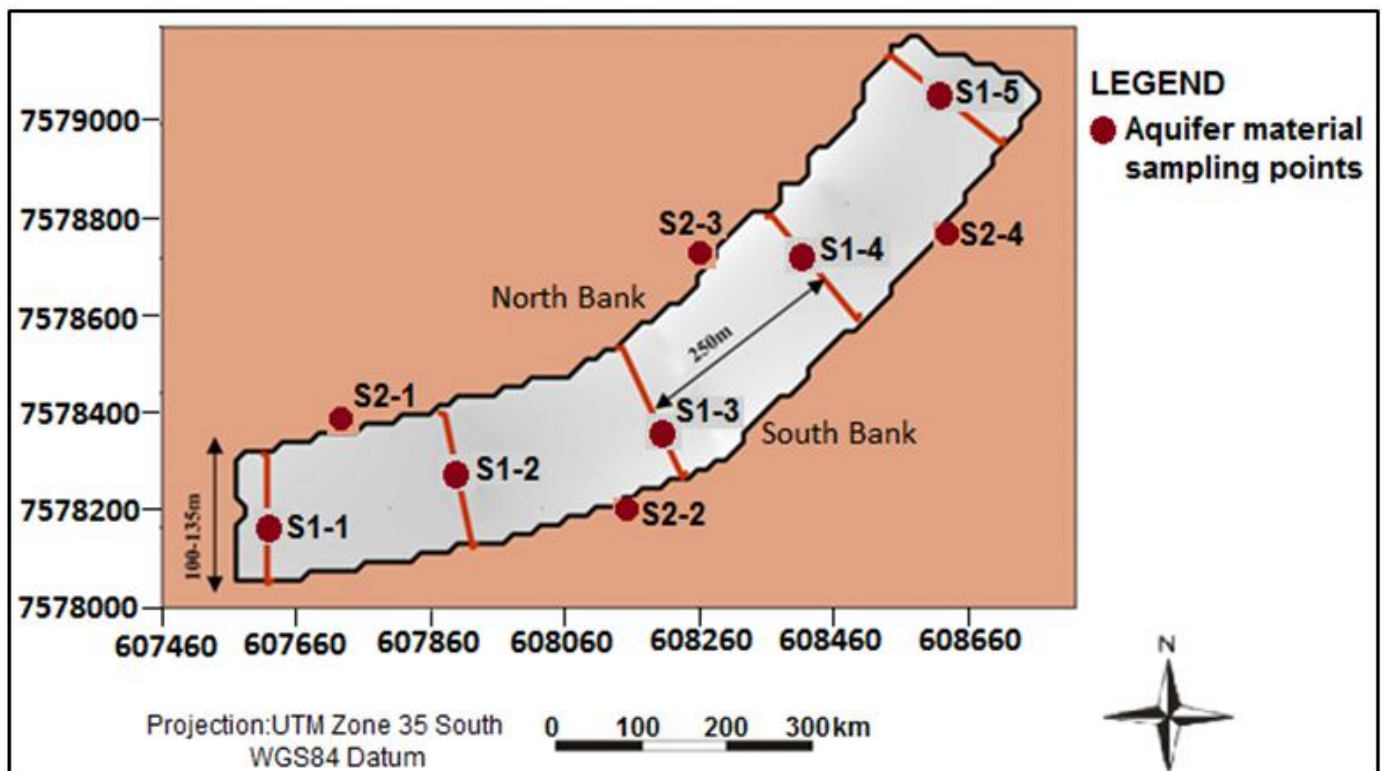 LEGEND
Aquifer material
sampling points
7579000
7578800
7578600
7578400
7578200
7578000
607460
607660
607860
608060
608260
608460
608660
S1-5
S2-3
S1-4
S2-4
North Bank
250m
S2-1
S1-3
South Bank
S1-2
S1-1
S2-2
100-135m
N
Projection:UTM Zone 35 South
WGS84 Datum
0 100 200 300km